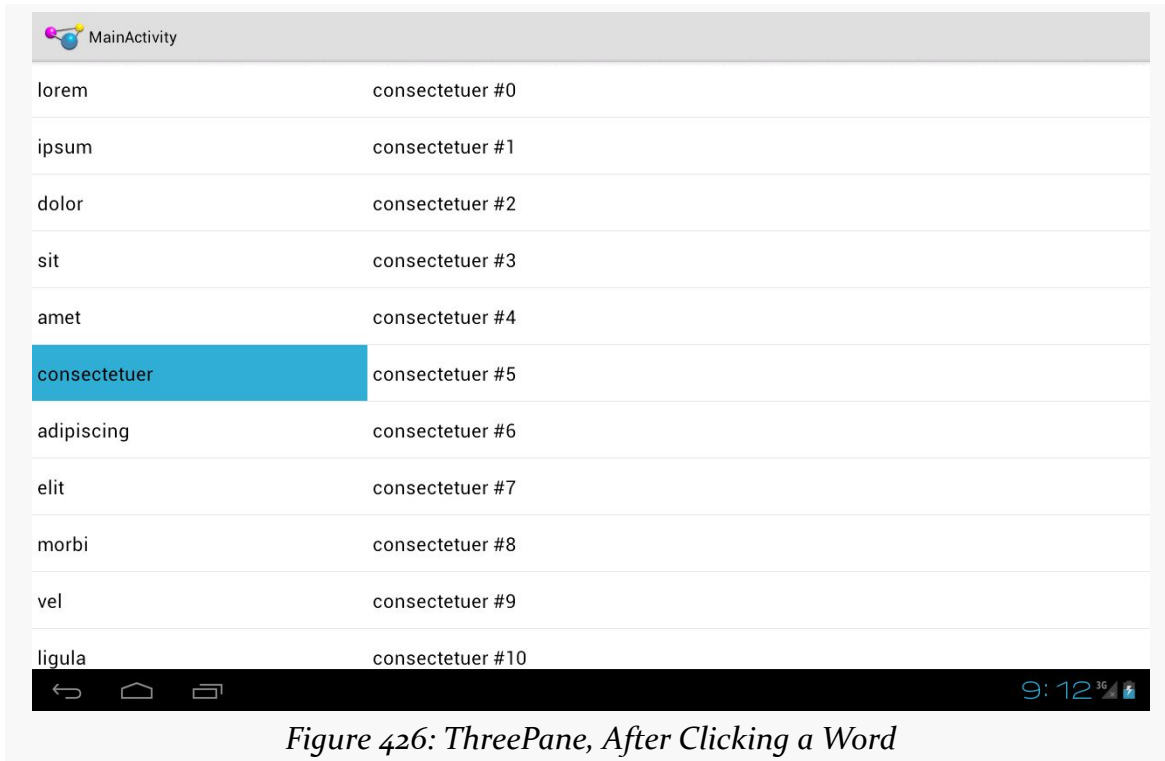 MainActivity
lorem consectetuer #0
ipsum consectetuer #1
dolor consectetuer #2
sit consectetuer #3
amet consectetuer #4
consectetuer consectetuer #5
adipiscing consectetuer #6
elit consectetuer #7
morbi consectetuer #8
vel consectetuer #9
ligula consectetuer #10
9:12 3G
Figure 426: ThreePane, After Clicking a Word